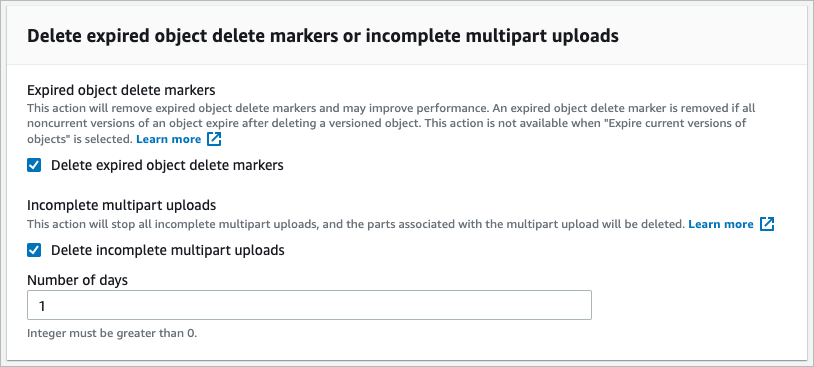 Delete expired object delete markers or incomplete multipart uploads
Expired object delete markers
This action will remove expired object delete markers and may improve performance. An expired object delete marker is removed if all
noncurrent versions of an object expire after deleting a versioned object. This action is not available when "Expire current versions of
objects" is selected. Learn more
Delete expired object delete markers
Incomplete multipart uploads
This action will stop all incomplete multipart uploads, and the parts associated with the multipart upload will be deleted. Learn more
Delete incomplete multipart uploads
Number of days
1
Integer must be greater than 0.